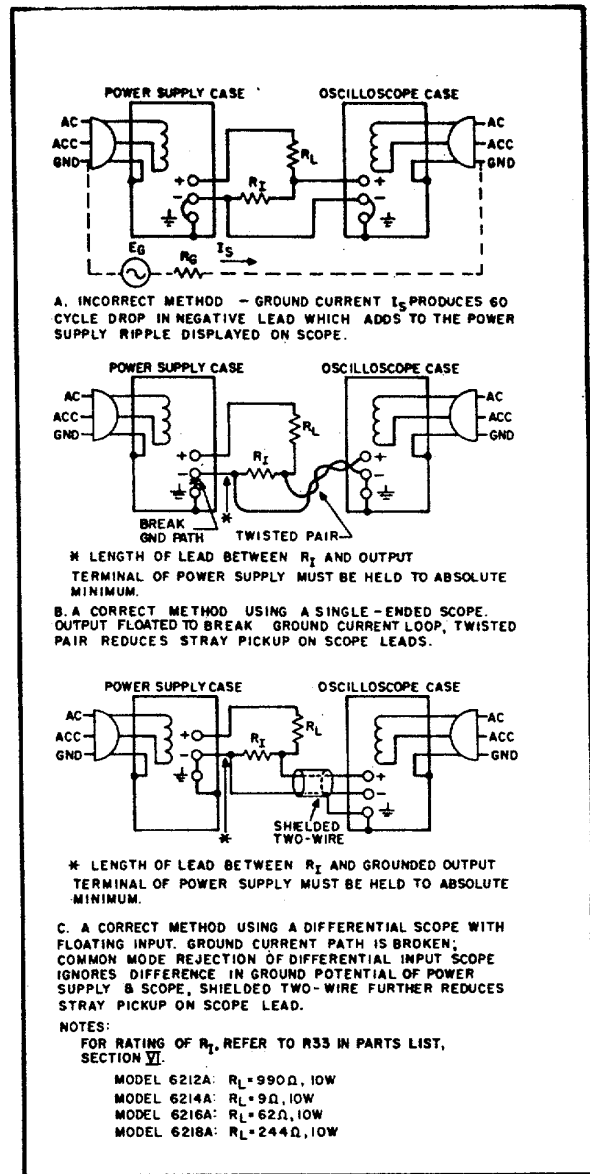 POWER SUPPLY CASE OSCILLOSCOPE CASE
AC AC
ACC ACC
GND GND
RL
+ +
RI
- -
EG RG IS
A. INCORRECT METHOD - GROUND CURRENT IS PRODUCES 60
CYCLE DROP IN NEGATIVE LEAD WHICH ADDS TO THE POWER
SUPPLY RIPPLE DISPLAYED ON SCOPE.
POWER SUPPLY CASE OSCILLOSCOPE CASE
AC AC
ACC ACC
GND GND
RL
+ RI +
- -
*
BREAK
GND PATH
* TWISTED PAIR
* LENGTH OF LEAD BETWEEN RI AND OUTPUT
TERMINAL OF POWER SUPPLY MUST BE HELD TO ABSOLUTE
MINIMUM.
B. A CORRECT METHOD USING A SINGLE-ENDED SCOPE.
OUTPUT FLOATED TO BREAK GROUND CURRENT LOOP, TWISTED
PAIR REDUCES STRAY PICKUP ON SCOPE LEADS.
POWER SUPPLY CASE OSCILLOSCOPE CASE
AC AC
ACC ACC
GND GND
RL
+ RI
- +
-
SHIELDED
TWO-WIRE
*
* LENGTH OF LEAD BETWEEN RI AND GROUNDED OUTPUT
TERMINAL OF POWER SUPPLY MUST BE HELD TO ABSOLUTE
MINIMUM.
C. A CORRECT METHOD USING A DIFFERENTIAL SCOPE WITH
FLOATING INPUT. GROUND CURRENT PATH IS BROKEN;
COMMON MODE REJECTION OF DIFFERENTIAL INPUT SCOPE
IGNORES DIFFERENCE IN GROUND POTENTIAL OF POWER
SUPPLY & SCOPE, SHIELDED TWO-WIRE FURTHER REDUCES
STRAY PICKUP ON SCOPE LEAD.
NOTES:
FOR RATING OF RI, REFER TO R33 IN PARTS LIST,
SECTION VI.
MODEL 6212A: RL=990Ω, 10W
MODEL 6214A: RL=9Ω, 10W
MODEL 6216A: RL=62Ω, 10W
MODEL 6218A: RL=244Ω, 10W